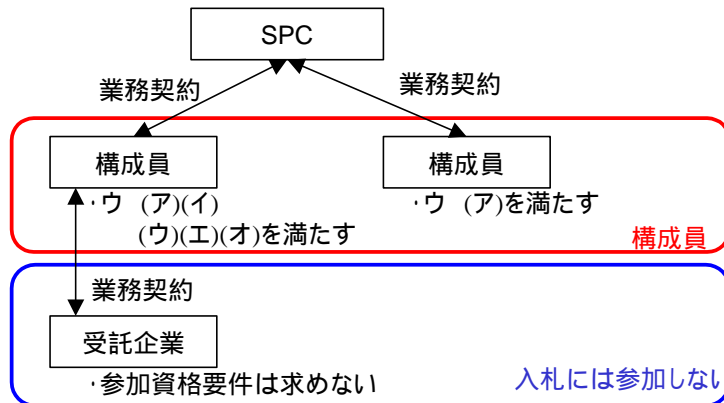 SPC
業務契約
業務契約
構成員
構成員
·ウ (ア)(イ)
(ウ)(エ)(オ)を満たす
·ウ (ア)を満たす
構成員
業務契約
受託企業
·参加資格要件は求めない
入札には参加しない